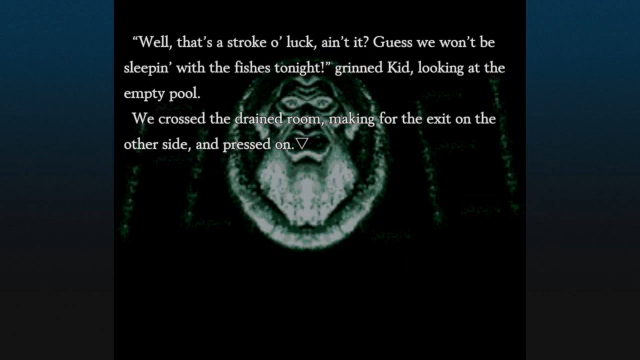 “Well, that’s a stroke o’ luck, ain’t it? Guess we won’t be
sleepin’ with the fishes tonight!” grinned Kid, looking at the
empty pool.
We crossed the drained room, making for the exit on the
other side, and pressed on.▽